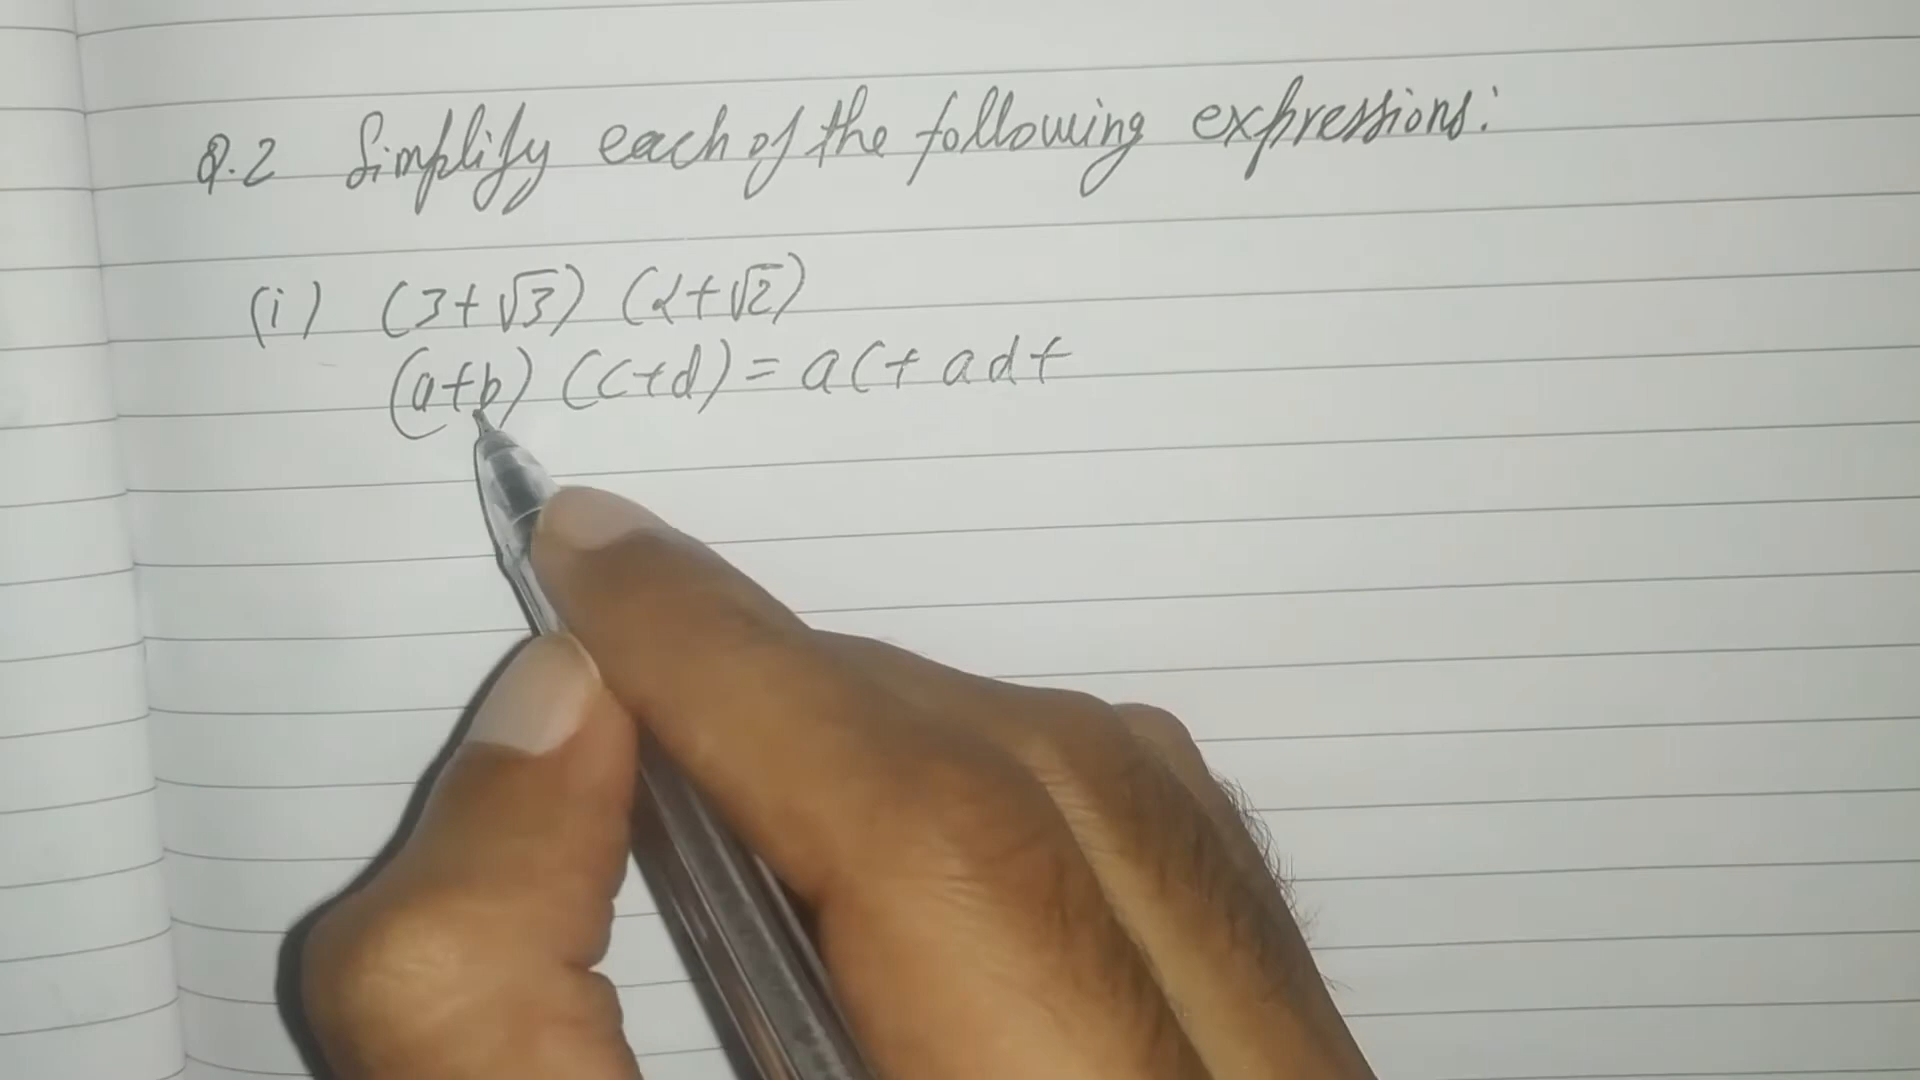 Q.2 Simplify each of the following expressions:
(i) (3+√3) (2+√2)
(a+b) (c+d) = ac+ ad+